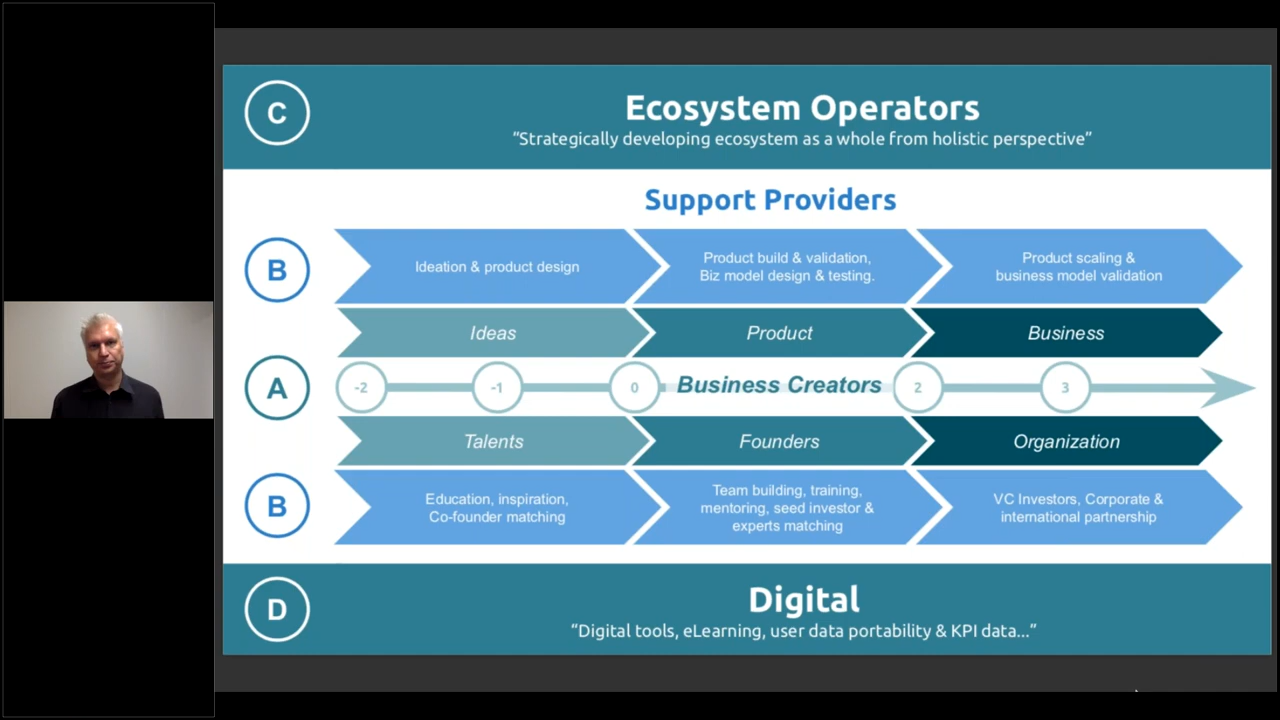 C
Ecosystem Operators
"Strategically developing ecosystem as a whole from holistic perspective"
Support Providers
B
Ideation & product design
Product build & validation,
Biz model design & testing.
Product scaling &
business model validation
Ideas
Product
Business
A
-2
-1
0
Business Creators
2
3
Talents
Founders
Organization
B
Education, inspiration,
Co-founder matching
Team building, training,
mentoring, seed investor &
experts matching
VC Investors, Corporate &
international partnership
D
Digital
"Digital tools, eLearning, user data portability & KPI data..."